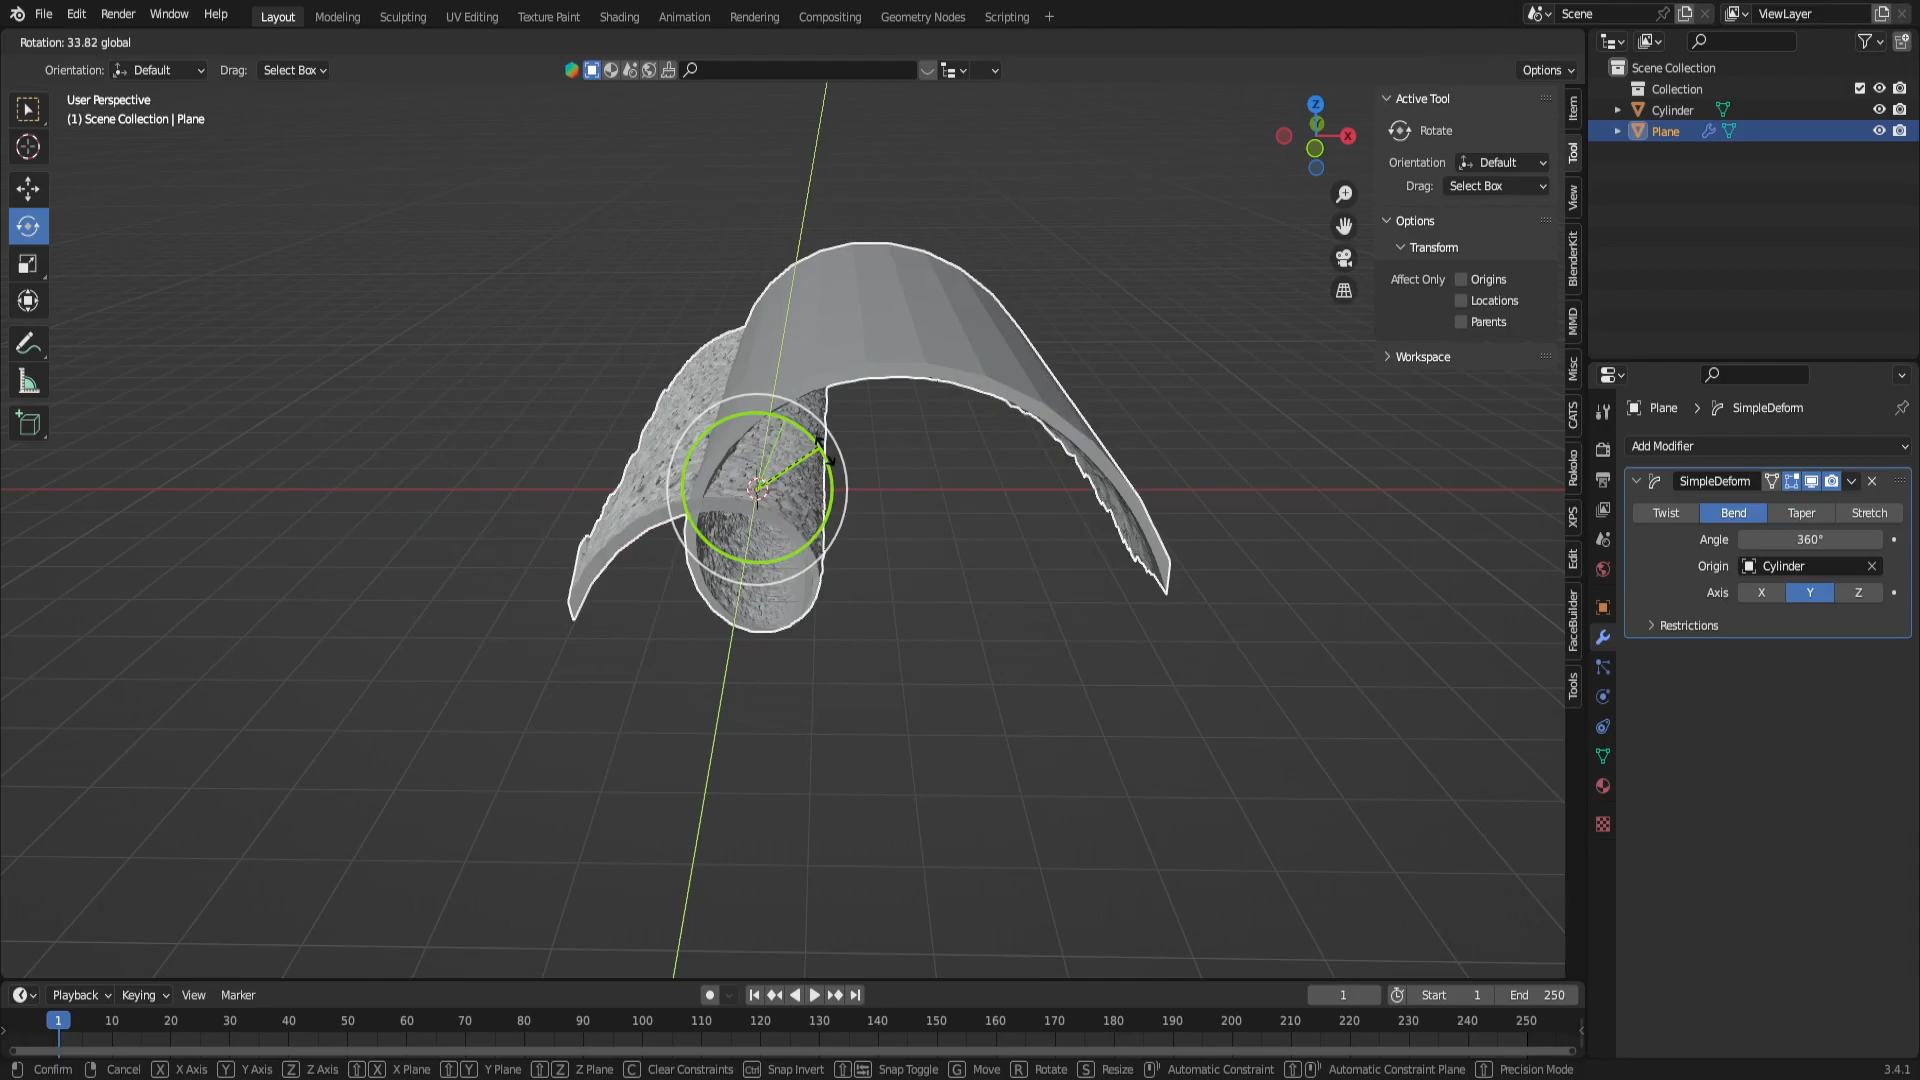 File Edit Render Window Help Layout Modeling Sculpting UV Editing Texture Paint Shading Animation Rendering Compositing Geometry Nodes Scripting + Scene ViewLayer
Rotation: 33.82 global
Orientation: Default Drag: Select Box Options
User Perspective
(1) Scene Collection | Plane
Z
Y
X
Active Tool
Rotate
Orientation Default
Drag: Select Box
Options
Transform
Affect Only Origins
Locations
Parents
Workspace
Item
Tool
View
BlenderKit
MMD
Misc
CATS
Rokoko
XPS
Edit
FaceBuilder
Tools
Scene Collection
Collection
Cylinder
Plane
Plane > SimpleDeform
Add Modifier
SimpleDeform
Twist Bend Taper Stretch
Angle 360°
Origin Cylinder
Axis X Y Z
Restrictions
Playback Keying View Marker 1 Start 1 End 250
1 10 20 30 40 50 60 70 80 90 100 110 120 130 140 150 160 170 180 190 200 210 220 230 240 250
Confirm Cancel X X Axis Y Y Axis Z Z Axis X X Plane Y Y Plane Z Z Plane C Clear Constraints Ctrl Snap Invert Snap Toggle G Move R Rotate S Resize Automatic Constraint Automatic Constraint Plane Precision Mode 3.4.1